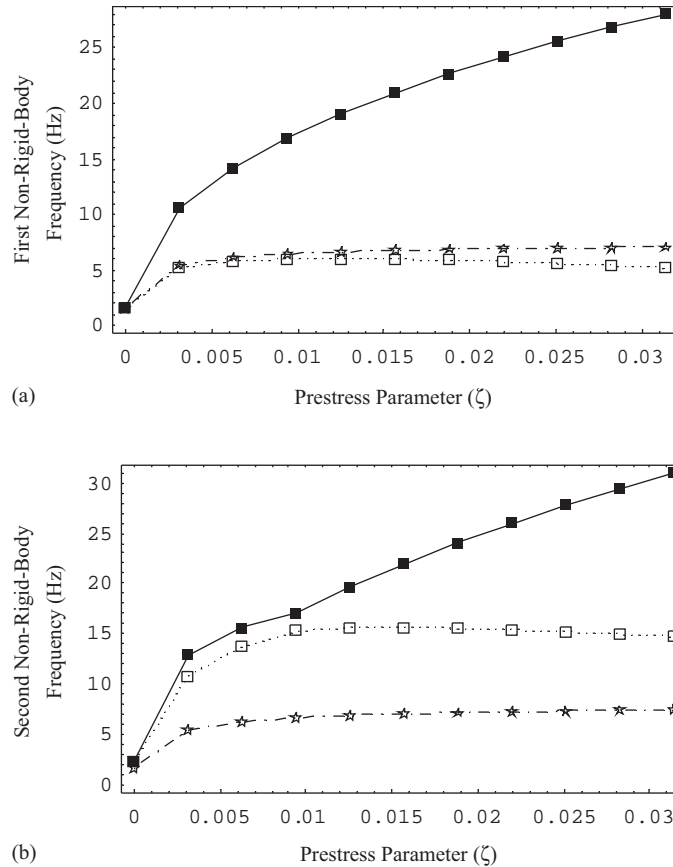 First Non-Rigid-Body
Frequency (Hz)
25
20
15
10
5
0
0 0.005 0.01 0.015 0.02 0.025 0.03
(a)
Prestress Parameter (ζ)
Second Non-Rigid-Body
Frequency (Hz)
30
25
20
15
10
5
0
0 0.005 0.01 0.015 0.02 0.025 0.03
(b)
Prestress Parameter (ζ)